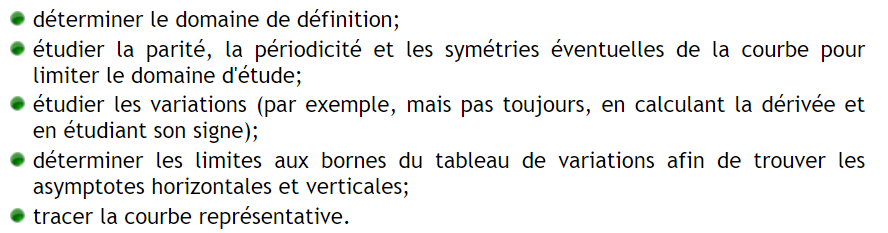 déterminer le domaine de définition;
étudier la parité, la périodicité et les symétries éventuelles de la courbe pour
limiter le domaine d'étude;
étudier les variations (par exemple, mais pas toujours, en calculant la dérivée et
en étudiant son signe);
déterminer les limites aux bornes du tableau de variations afin de trouver les
asymptotes horizontales et verticales;
tracer la courbe représentative.